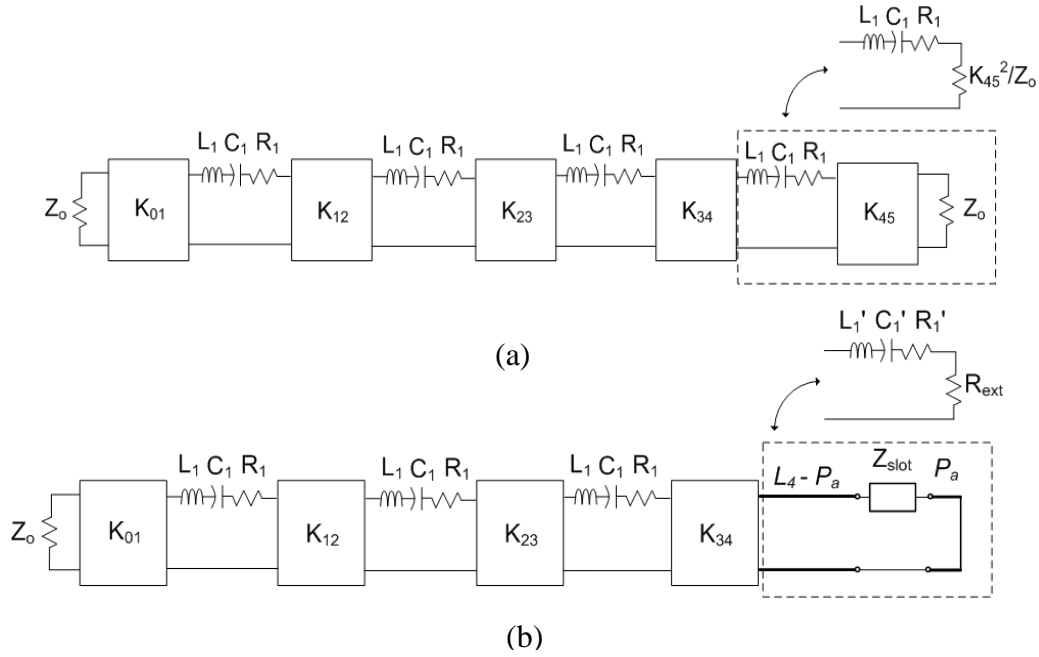 L₁ C₁ R₁
K₄₅²/Zₒ
L₁ C₁ R₁ L₁ C₁ R₁ L₁ C₁ R₁ L₁ C₁ R₁
Zₒ K₀₁ K₁₂ K₂₃ K₃₄ K₄₅ Zₒ
(a)
L₁' C₁' R₁'
Rₑₓₜ
L₁ C₁ R₁ L₁ C₁ R₁ L₁ C₁ R₁ L₄ - Pₐ Z_slot Pₐ
Zₒ K₀₁ K₁₂ K₂₃ K₃₄
(b)